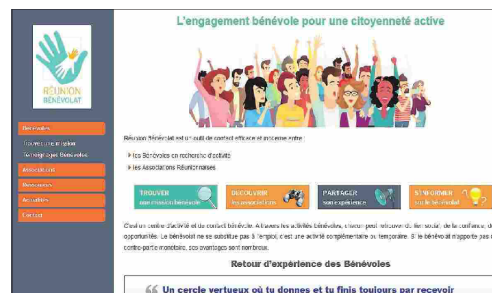 L'engagement bénévole pour une citoyenneté active
RÉUNION
BÉNÉVOLAT
Bénévoles
Trouver une mission
Témoignages Bénévoles
Associations
Ressources
Actualités
Contact
Réunion Bénévolat est un outil de contact efficace et moderne entre :
les Bénévoles en recherche d'activité
les Associations Réunionnaises
TROUVER
une mission bénévole
DÉCOUVRIR
les associations
PARTAGER
son expérience
S'INFORMER
sur le bénévolat
C'est un centre d'activité et de contact bénévole. A travers les activités bénévoles, chacun peut retrouver du lien social, de la confiance, de
opportunités. Le bénévolat ne se substitue pas à l'emploi, c'est une activité complémentaire ou temporaire. Si le bénévolat n'apporte pas
contre-partie monétaire, ses avantages sont nombreux.
Retour d'expérience des Bénévoles
Un cercle vertueux où tu donnes et tu finis toujours par recevoir